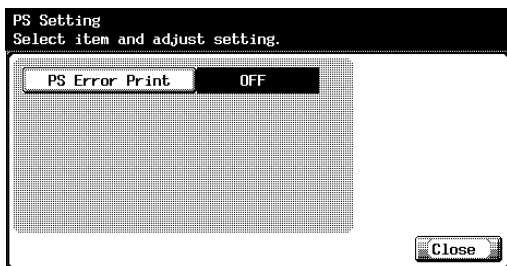 PS Setting
Select item and adjust setting.
PS Error Print OFF
Close